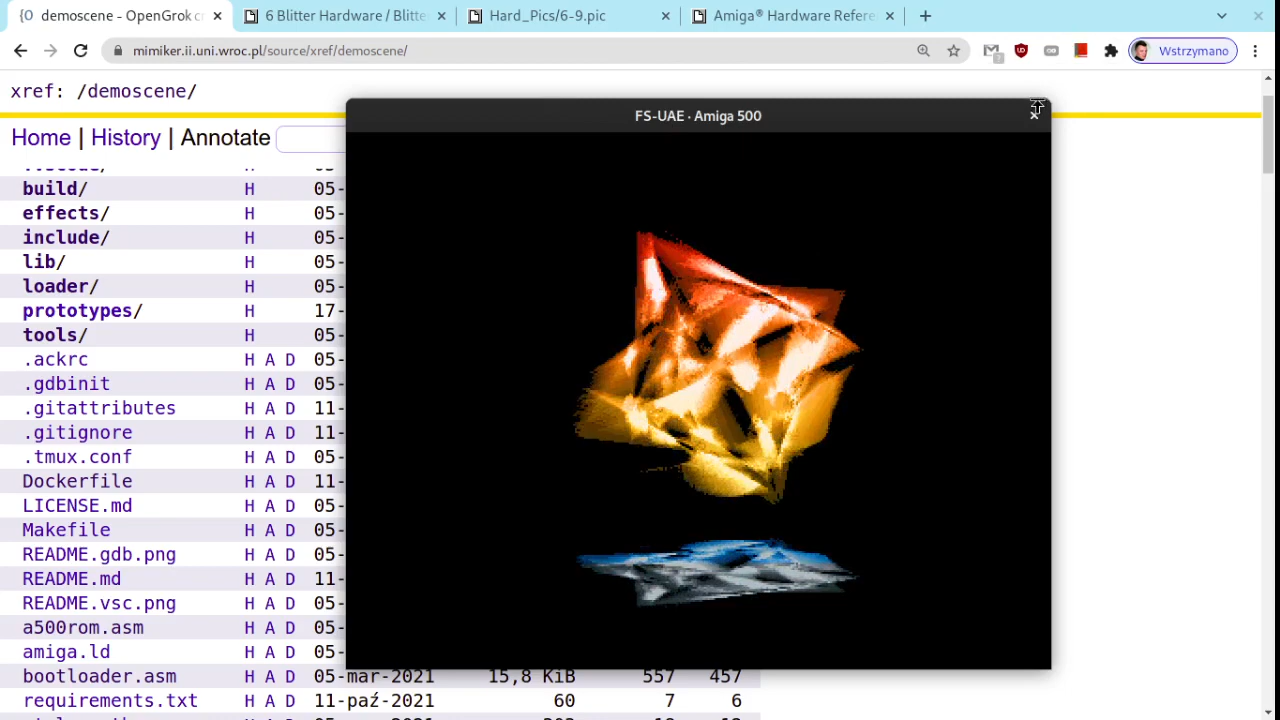 {O demoscene - OpenGrok cr × 6 Blitter Hardware / Blitte × Hard_Pics/6-9.pic × Amiga® Hardware Refere × +
mimiker.ii.uni.wroc.pl/source/xref/demoscene/ Wstrzymano
xref: /demoscene/
FS-UAE · Amiga 500
Home | History | Annotate
build/ H 05-
effects/ H 05-
include/ H 05-
lib/ H 05-
loader/ H 05-
prototypes/ H 17-
tools/ H 05-
.ackrc H A D 05-
.gdbinit H A D 05-
.gitattributes H A D 11-
.gitignore H A D 11-
.tmux.conf H A D 05-
Dockerfile H A D 11-
LICENSE.md H A D 05-
Makefile H A D 05-
README.gdb.png H A D 05-
README.md H A D 11-
README.vsc.png H A D 05-
a500rom.asm H A D 05-
amiga.ld H A D 05-
bootloader.asm H A D 05-mar-2021 15,8 KiB 557 457
requirements.txt H A D 11-paź-2021 60 7 6